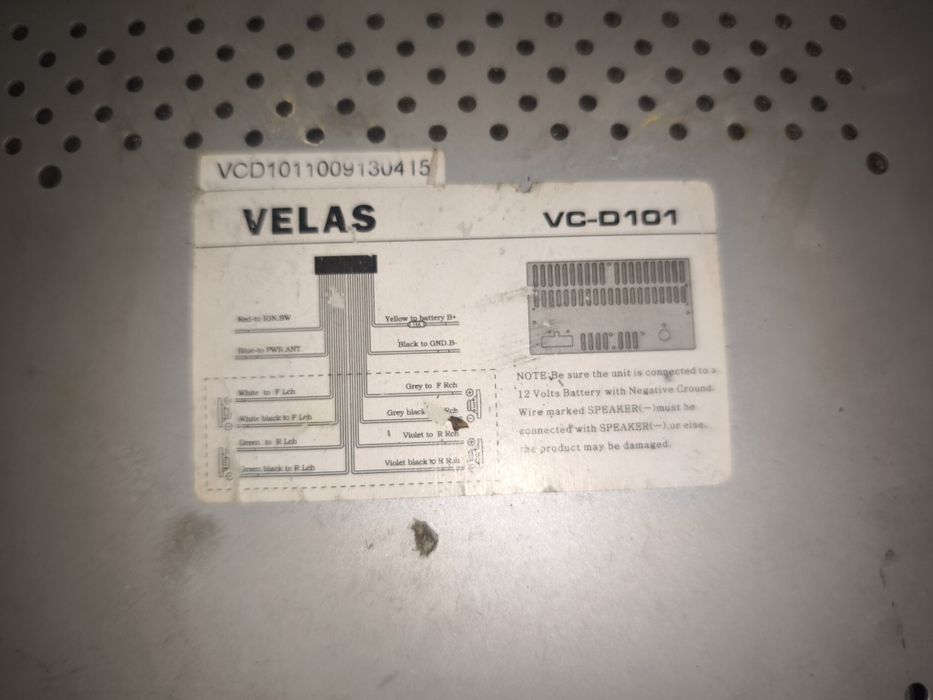 VCD1011009130415
VELAS
VC-D101
Red-to IGN.SW
Blue-to PWR.ANT.
White to F Lch
White black to F Lch
Green to R Lch
Green black to R Lch
Yellow to battery B+
Black to GND.B-
Grey to F Rch
Grey black Rch
Violet to R Rch
Violet black to R Rch
NOTE:Be sure the unit is connected to a
12 Volts Battery with Negative Ground.
Wire marked SPEAKER(−)must be
connected with SPEAKER(−),or else,
the product may be damaged.